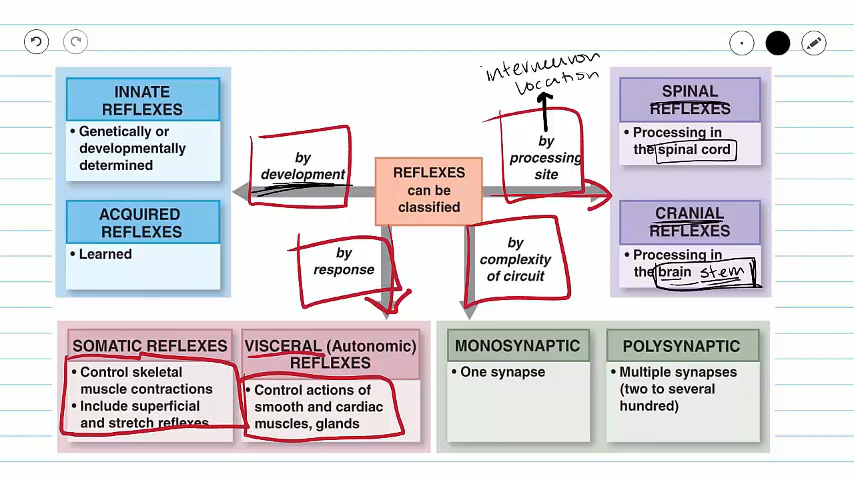 interneuron
location
INNATE
REFLEXES
• Genetically or
developmentally
determined
ACQUIRED
REFLEXES
• Learned
by
development
REFLEXES
can be
classified
by
processing
site
by
response
by
complexity
of circuit
SPINAL
REFLEXES
• Processing in
the spinal cord
CRANIAL
REFLEXES
• Processing in
the brain stem
SOMATIC REFLEXES
• Control skeletal
muscle contractions
• Include superficial
and stretch reflexes
VISCERAL (Autonomic)
REFLEXES
• Control actions of
smooth and cardiac
muscles, glands
MONOSYNAPTIC
• One synapse
POLYSYNAPTIC
• Multiple synapses
(two to several
hundred)